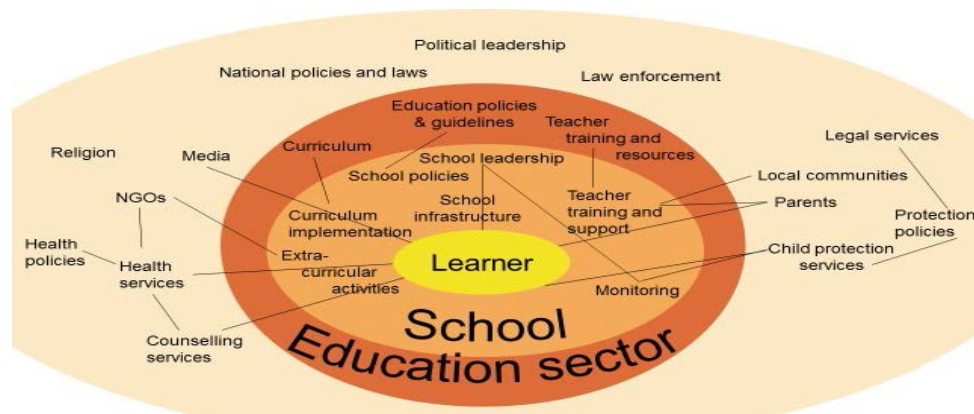 Political leadership
National policies and laws
Law enforcement
Education policies
& guidelines
Teacher
training and
resources
Curriculum
Legal services
Religion
Media
School leadership
School policies
Local communities
NGOs
School
infrastructure
Teacher
training and
support
Parents
Curriculum
implementation
Protection
policies
Health
policies
Health
services
Extra-
curricular
activities
Learner
Child protection
services
Monitoring
Counselling
services
School
Education sector